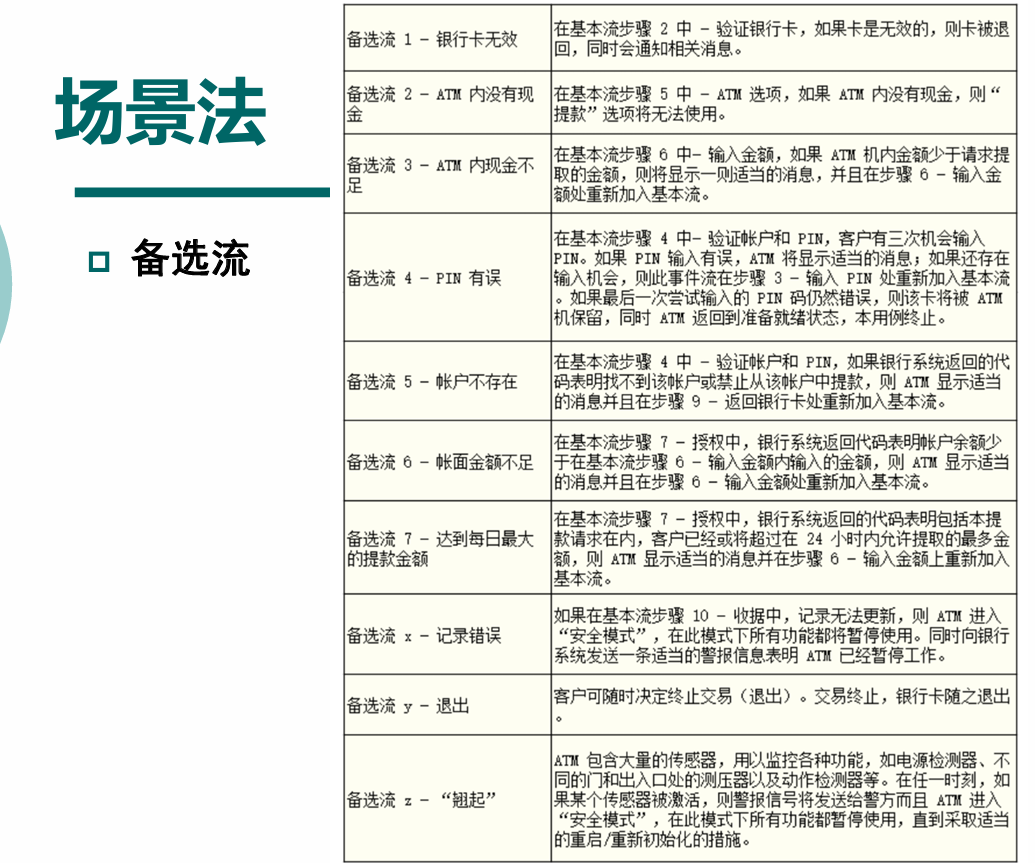 场景法
备选流
备选流 1 - 银行卡无效
在基本流步骤 2 中 - 验证银行卡，如果卡是无效的，则卡被退
回，同时会通知相关消息。
备选流 2 - ATM 内没有现
金
在基本流步骤 5 中 - ATM 选项，如果 ATM 内没有现金，则“
提款”选项将无法使用。
备选流 3 - ATM 内现金不
足
在基本流步骤 6 中- 输入金额，如果 ATM 机内金额少于请求提
取的金额，则将显示一则适当的消息，并且在步骤 6 - 输入金
额处重新加入基本流。
备选流 4 - PIN 有误
在基本流步骤 4 中- 验证帐户和 PIN，客户有三次机会输入
PIN。如果 PIN 输入有误，ATM 将显示适当的消息；如果还存在
输入机会，则此事件流在步骤 3 - 输入 PIN 处重新加入基本流
。如果最后一次尝试输入的 PIN 码仍然错误，则该卡将被 ATM
机保留，同时 ATM 返回到准备就绪状态，本用例终止。
备选流 5 - 帐户不存在
在基本流步骤 4 中 - 验证帐户和 PIN，如果银行系统返回的代
码表明找不到该帐户或禁止从该帐户中提款，则 ATM 显示适当
的消息并且在步骤 9 - 返回银行卡处重新加入基本流。
备选流 6 - 帐面金额不足
在基本流步骤 7 - 授权中，银行系统返回代码表明帐户余额少
于在基本流步骤 6 - 输入金额内输入的金额，则 ATM 显示适当
的消息并且在步骤 6 - 输入金额处重新加入基本流。
备选流 7 - 达到每日最大
的提款金额
在基本流步骤 7 - 授权中，银行系统返回的代码表明包括本提
款请求在内，客户已经或将超过在 24 小时内允许提取的最多金
额，则 ATM 显示适当的消息并在步骤 6 - 输入金额上重新加入
基本流。
备选流 x - 记录错误
如果在基本流步骤 10 - 收据中，记录无法更新，则 ATM 进入
“安全模式”，在此模式下所有功能都将暂停使用。同时向银行
系统发送一条适当的警报信息表明 ATM 已经暂停工作。
备选流 y - 退出
客户可随时决定终止交易（退出）。交易终止，银行卡随之退出
。
备选流 z - “翘起”
ATM 包含大量的传感器，用以监控各种功能，如电源检测器、不
同的门和出入口处的测压器以及动作检测器等。在任一时刻，如
果某个传感器被激活，则警报信号将发送给警方而且 ATM 进入
“安全模式”，在此模式下所有功能都暂停使用，直到采取适当
的重启/重新初始化的措施。